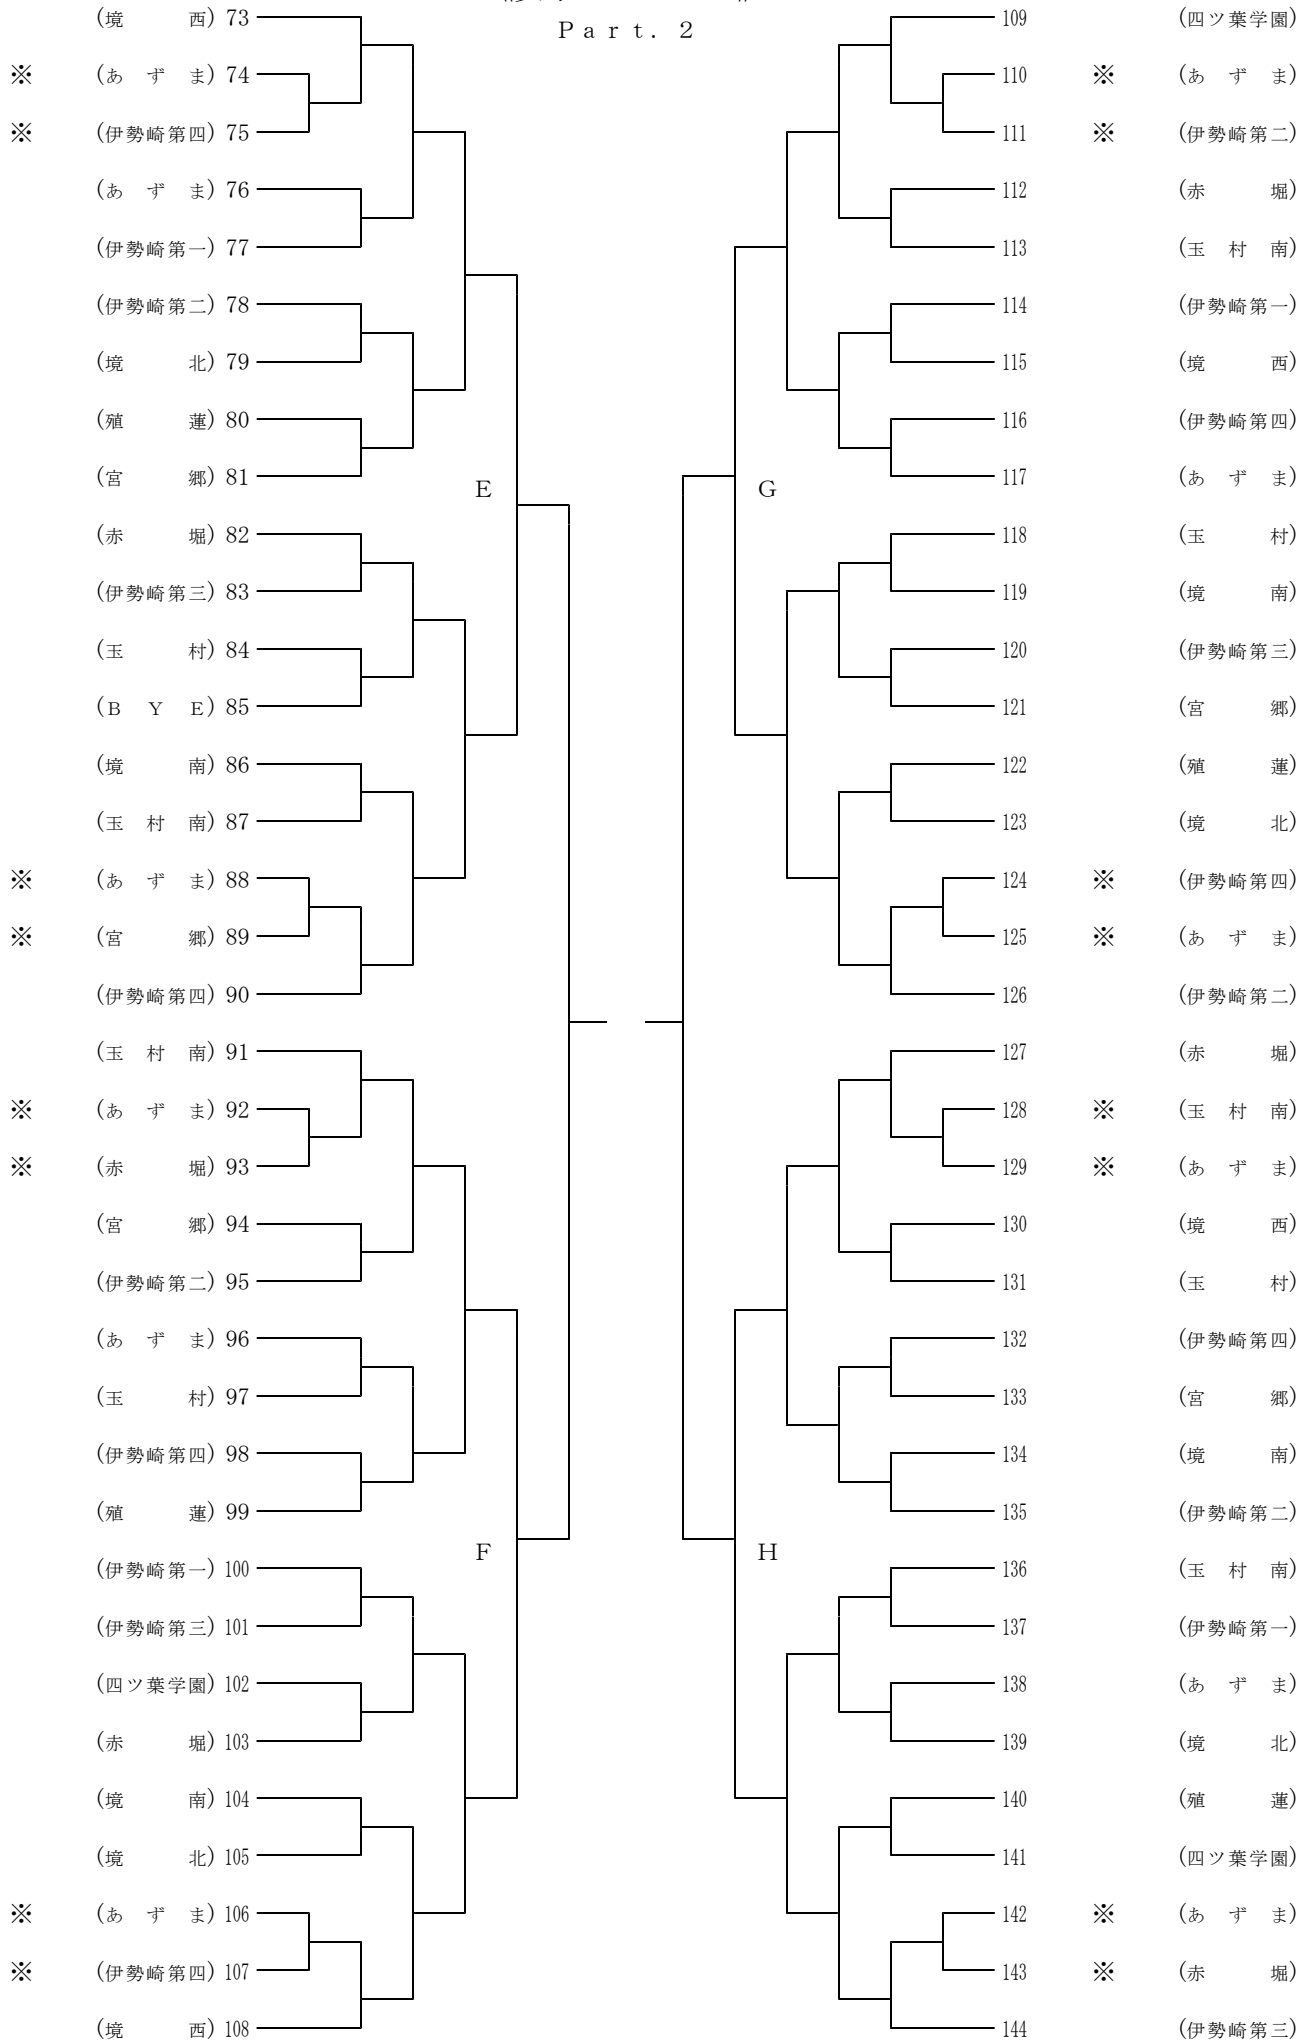 Part. 2
(境 西) 73
※ (あ ず ま) 74
※ (伊勢崎第四) 75
(あ ず ま) 76
(伊勢崎第一) 77
(伊勢崎第二) 78
(境 北) 79
(殖 蓮) 80
(宮 郷) 81
E
(赤 堀) 82
(伊勢崎第三) 83
(玉 村) 84
(B Y E) 85
(境 南) 86
(玉 村 南) 87
※ (あ ず ま) 88
※ (宮 郷) 89
(伊勢崎第四) 90
(玉 村 南) 91
※ (あ ず ま) 92
※ (赤 堀) 93
(宮 郷) 94
(伊勢崎第二) 95
(あ ず ま) 96
(玉 村) 97
(伊勢崎第四) 98
(殖 蓮) 99
F
(伊勢崎第一) 100
(伊勢崎第三) 101
(四ツ葉学園) 102
(赤 堀) 103
(境 南) 104
(境 北) 105
※ (あ ず ま) 106
※ (伊勢崎第四) 107
(境 西) 108
109 (四ツ葉学園)
110 ※ (あ ず ま)
111 ※ (伊勢崎第二)
112 (赤 堀)
113 (玉 村 南)
114 (伊勢崎第一)
115 (境 西)
116 (伊勢崎第四)
117 (あ ず ま)
G
118 (玉 村)
119 (境 南)
120 (伊勢崎第三)
121 (宮 郷)
122 (殖 蓮)
123 (境 北)
124 ※ (伊勢崎第四)
125 ※ (あ ず ま)
126 (伊勢崎第二)
127 (赤 堀)
128 ※ (玉 村 南)
129 ※ (あ ず ま)
130 (境 西)
131 (玉 村)
132 (伊勢崎第四)
133 (宮 郷)
134 (境 南)
135 (伊勢崎第二)
H
136 (玉 村 南)
137 (伊勢崎第一)
138 (あ ず ま)
139 (境 北)
140 (殖 蓮)
141 (四ツ葉学園)
142 ※ (あ ず ま)
143 ※ (赤 堀)
144 (伊勢崎第三)